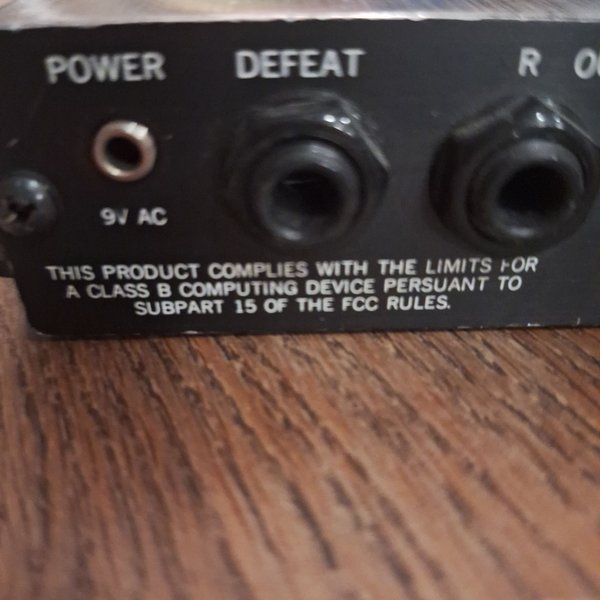 POWER DEFEAT R
9V AC
THIS PRODUCT COMPLIES WITH THE LIMITS FOR
A CLASS B COMPUTING DEVICE PERSUANT TO
SUBPART 15 OF THE FCC RULES.